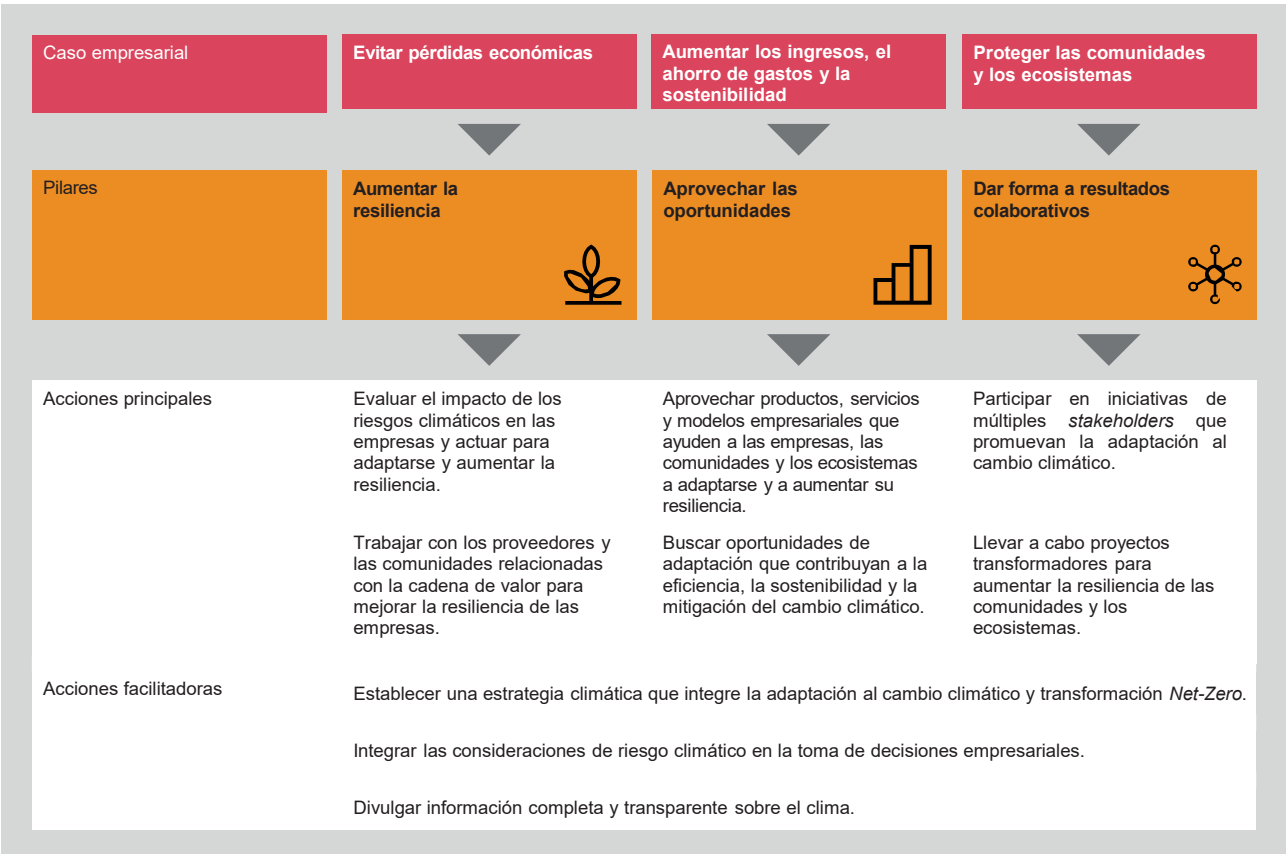 Caso empresarial
Evitar pérdidas económicas
Aumentar los ingresos, el
ahorro de gastos y la
sostenibilidad
Proteger las comunidades
y los ecosistemas
Pilares
Aumentar la
resiliencia
Aprovechar las
oportunidades
Dar forma a resultados
colaborativos
Acciones principales
Evaluar el impacto de los
riesgos climáticos en las
empresas y actuar para
adaptarse y aumentar la
resiliencia.
Aprovechar productos, servicios
y modelos empresariales que
ayuden a las empresas, las
comunidades y los ecosistemas
a adaptarse y a aumentar su
resiliencia.
Participar en iniciativas de
múltiples stakeholders que
promuevan la adaptación al
cambio climático.
Trabajar con los proveedores y
las comunidades relacionadas
con la cadena de valor para
mejorar la resiliencia de las
empresas.
Buscar oportunidades de
adaptación que contribuyan a la
eficiencia, la sostenibilidad y la
mitigación del cambio climático.
Llevar a cabo proyectos
transformadores para
aumentar la resiliencia de las
comunidades y los
ecosistemas.
Acciones facilitadoras
Establecer una estrategia climática que integre la adaptación al cambio climático y transformación Net-Zero.
Integrar las consideraciones de riesgo climático en la toma de decisiones empresariales.
Divulgar información completa y transparente sobre el clima.